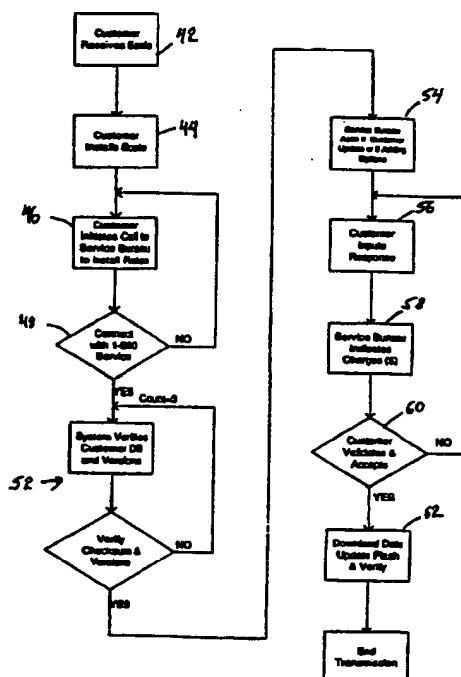 Customer
Receives Scale
42
Customer
Installs Scale
44
46
Customer
Initiates Call to
Service Bureau
to Install Rates
48
Connect
with 1-800
Service
NO
YES
Count=3
System Verifies
Customer DB
and Versions
52
Verify
Checksum &
Versions
NO
YES
54
Service Bureau
Asks if Customer
Update or if Adding
Options
56
Customer
Inputs
Response
58
Service Bureau
Indicates
Charges ($)
60
Customer
Validates &
Accepts
NO
YES
62
Download Data
Update Flash
& Verify
End
Transmission